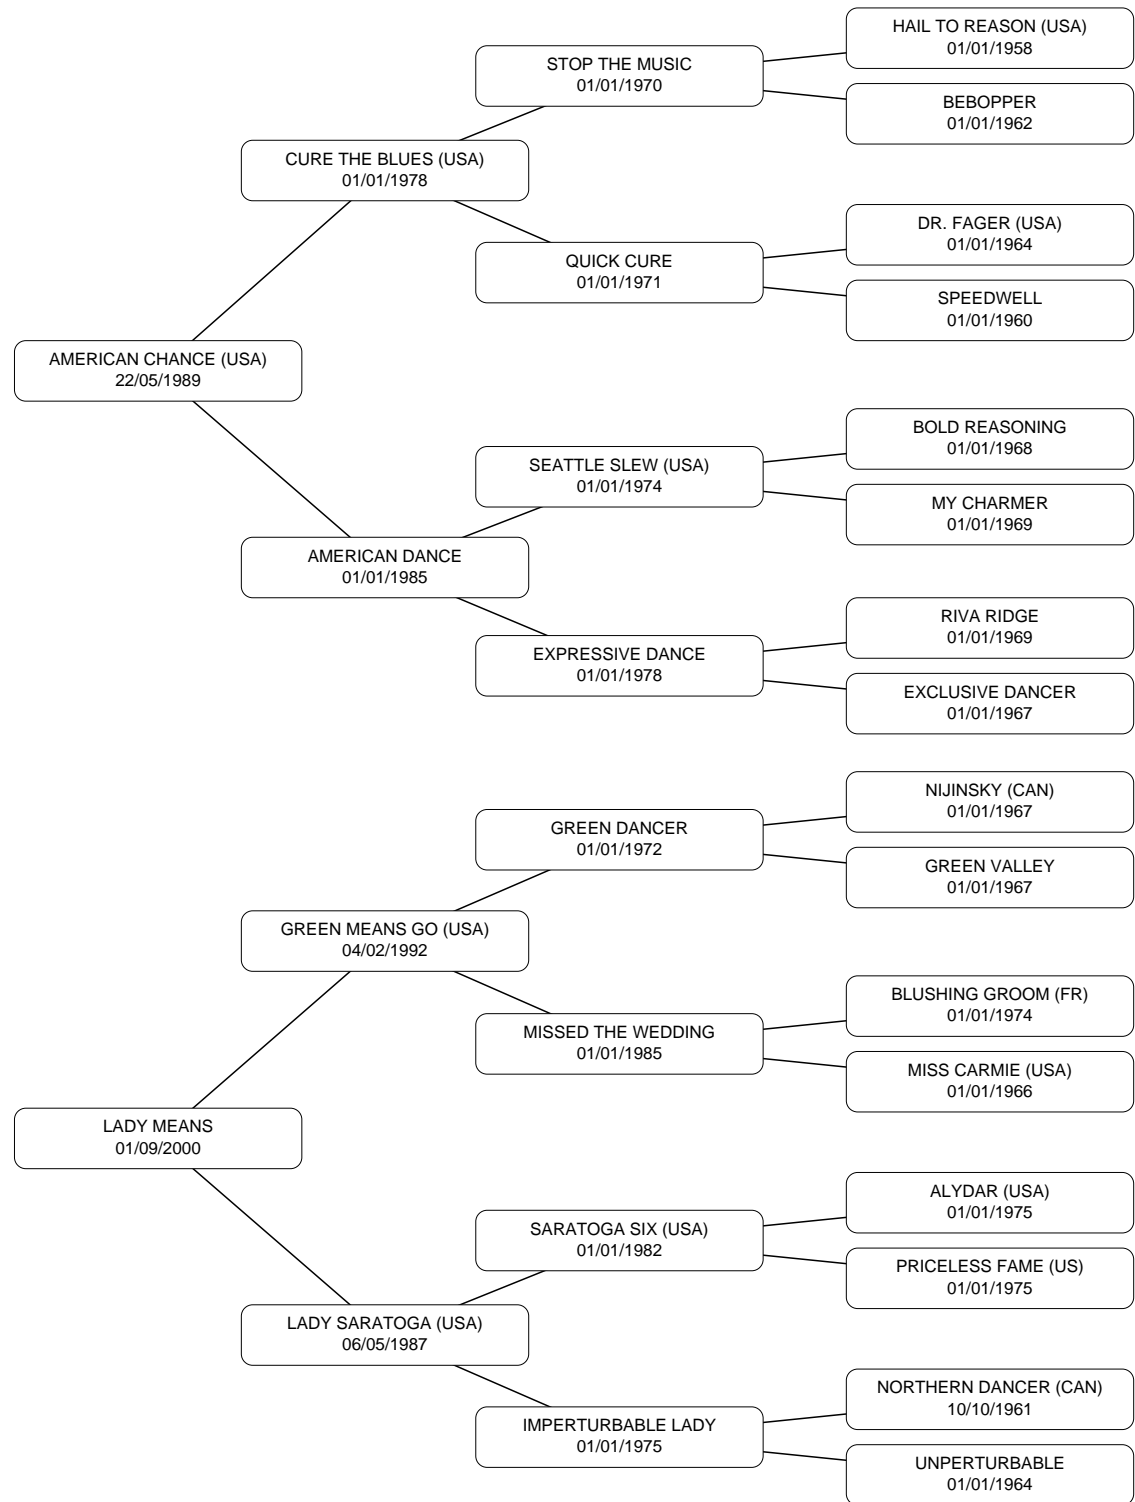 HAIL TO REASON (USA)
01/01/1958
STOP THE MUSIC
01/01/1970
BEBOPPER
01/01/1962
CURE THE BLUES (USA)
01/01/1978
DR. FAGER (USA)
01/01/1964
QUICK CURE
01/01/1971
SPEEDWELL
01/01/1960
AMERICAN CHANCE (USA)
22/05/1989
BOLD REASONING
01/01/1968
SEATTLE SLEW (USA)
01/01/1974
MY CHARMER
01/01/1969
AMERICAN DANCE
01/01/1985
RIVA RIDGE
01/01/1969
EXPRESSIVE DANCE
01/01/1978
EXCLUSIVE DANCER
01/01/1967
NIJINSKY (CAN)
01/01/1967
GREEN DANCER
01/01/1972
GREEN VALLEY
01/01/1967
GREEN MEANS GO (USA)
04/02/1992
BLUSHING GROOM (FR)
01/01/1974
MISSED THE WEDDING
01/01/1985
MISS CARMIE (USA)
01/01/1966
LADY MEANS
01/09/2000
ALYDAR (USA)
01/01/1975
SARATOGA SIX (USA)
01/01/1982
PRICELESS FAME (US)
01/01/1975
LADY SARATOGA (USA)
06/05/1987
NORTHERN DANCER (CAN)
10/10/1961
IMPERTURBABLE LADY
01/01/1975
UNPERTURBABLE
01/01/1964